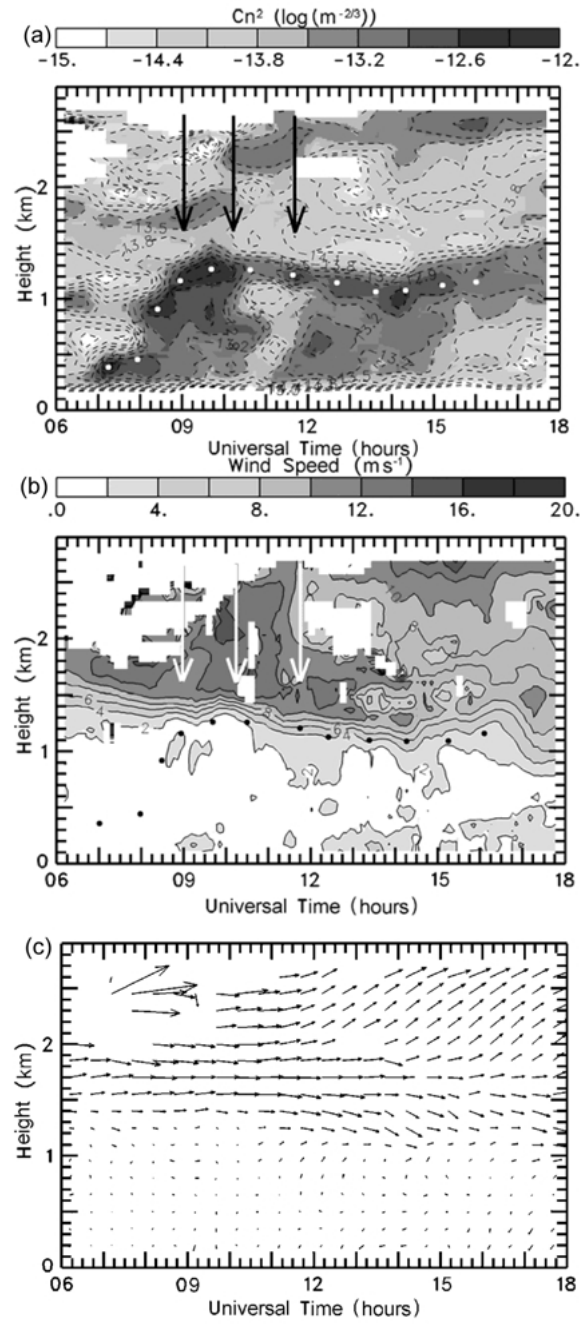 Cn² (log(m⁻²/³))
(a)
-15. -14.4 -13.8 -13.2 -12.6 -12.
Height (km)
2
1
0
06 09 12 15 18
Universal Time (hours)
Wind Speed (ms⁻¹)
(b)
.0 4. 8. 12. 16. 20.
Height (km)
2
1
0
06 09 12 15 18
Universal Time (hours)
(c)
Height (km)
2
1
0
06 09 12 15 18
Universal Time (hours)